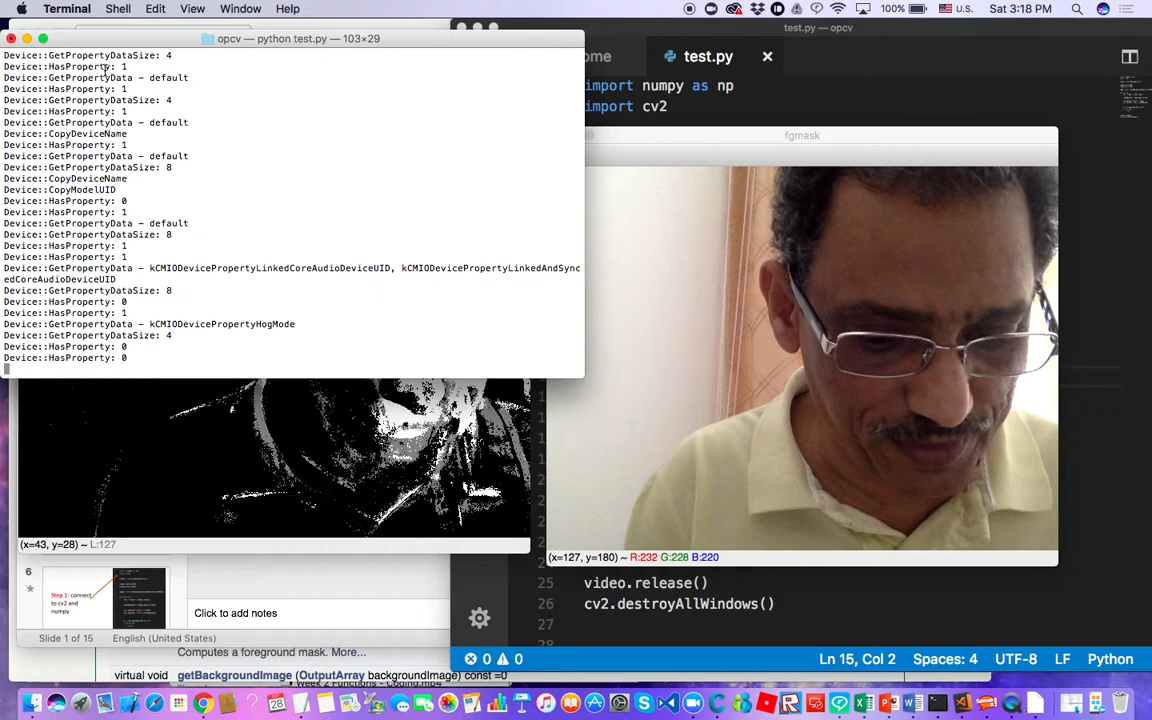 Terminal Shell Edit View Window Help 100% U.S. Sat 3:18 PM
opcv — python test.py — 103×29
test.py — opcv
Device::GetPropertyDataSize: 4
Device::HasProperty: 1
Device::GetPropertyData - default
Device::HasProperty: 1
Device::GetPropertyDataSize: 4
Device::HasProperty: 1
Device::GetPropertyData - default
Device::CopyDeviceName
Device::HasProperty: 1
Device::GetPropertyData - default
Device::GetPropertyDataSize: 8
Device::CopyDeviceName
Device::CopyModelUID
Device::HasProperty: 0
Device::HasProperty: 1
Device::GetPropertyData - default
Device::GetPropertyDataSize: 8
Device::HasProperty: 1
Device::HasProperty: 1
Device::GetPropertyData - kCMIODevicePropertyLinkedCoreAudioDeviceUID, kCMIODevicePropertyLinkedAndSync
edCoreAudioDeviceUID
Device::GetPropertyDataSize: 8
Device::HasProperty: 0
Device::HasProperty: 1
Device::GetPropertyData - kCMIODevicePropertyHogMode
Device::GetPropertyDataSize: 4
Device::HasProperty: 0
Device::HasProperty: 0
ome test.py
import numpy as np
import cv2
fgmask
(x=127, y=180) ~ R:232 G:228 B:220
25 video.release()
26 cv2.destroyAllWindows()
27
28
(x=43, y=28) ~ L:127
6
Step 1: connect
to cv2 and
numpy
Click to add notes
Slide 1 of 15 English (United States)
Computes a foreground mask. More...
virtual void getBackgroundImage (OutputArray backgroundImage) const =0
0 0 Ln 15, Col 2 Spaces: 4 UTF-8 LF Python